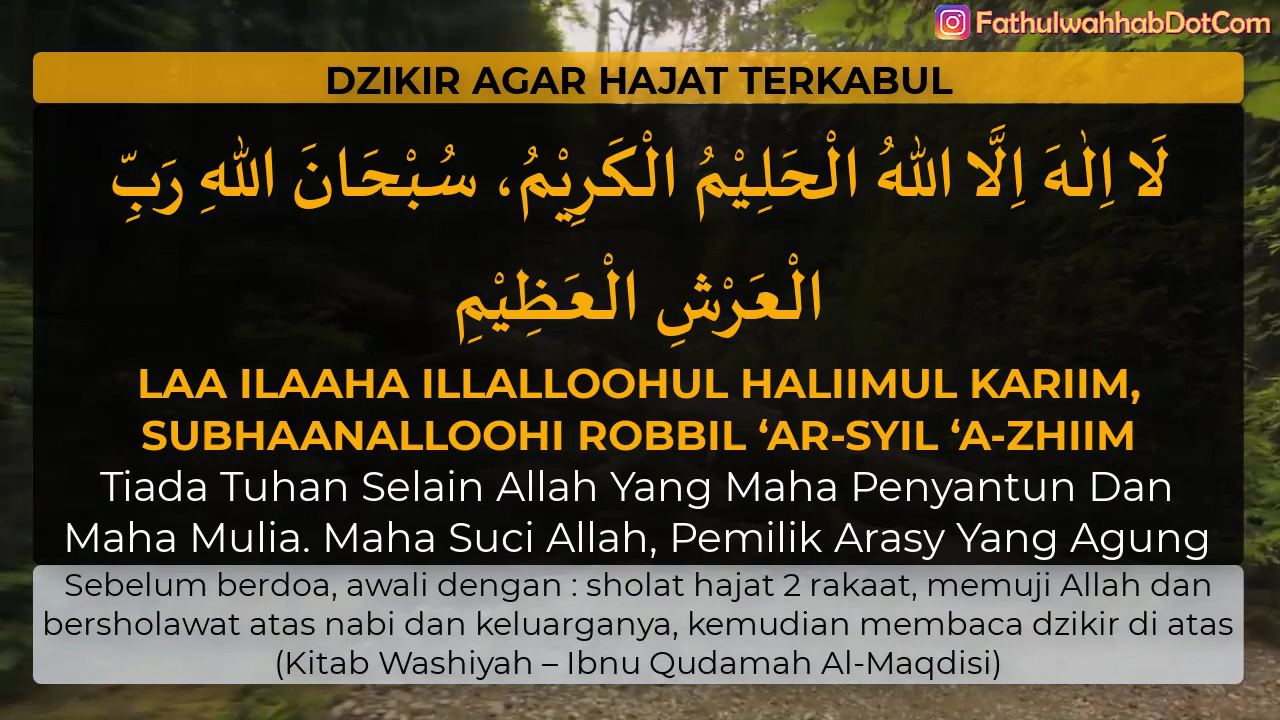 FathulwahhabDotCom
DZIKIR AGAR HAJAT TERKABUL
لَا اِلٰهَ اِلَّا اللهُ الْحَلِيْمُ الْكَرِيْمُ، سُبْحَانَ اللهِ رَبِّ
الْعَرْشِ الْعَظِيْمِ
LAA ILAAHA ILLALLOOHUL HALIIMUL KARIIM,
SUBHAANALLOOHI ROBBIL ‘AR-SYIL ‘A-ZHIIM
Tiada Tuhan Selain Allah Yang Maha Penyantun Dan
Maha Mulia. Maha Suci Allah, Pemilik Arasy Yang Agung
Sebelum berdoa, awali dengan : sholat hajat 2 rakaat, memuji Allah dan
bersholawat atas nabi dan keluarganya, kemudian membaca dzikir di atas
(Kitab Washiyah – Ibnu Qudamah Al-Maqdisi)